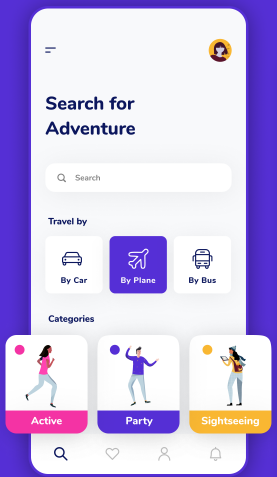 Search for
Adventure
Search
Travel by
By Car
By Plane
By Bus
Categories
Active
Party
Sightseeing